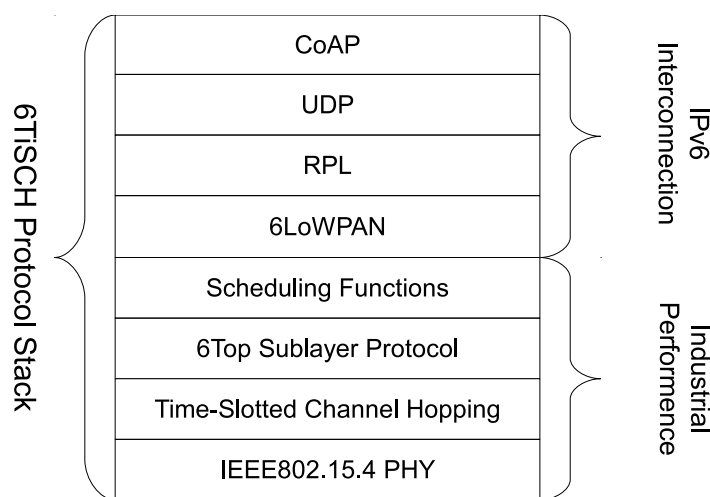 6TiSCH Protocol Stack
CoAP
UDP
RPL
6LoWPAN
Scheduling Functions
6Top Sublayer Protocol
Time-Slotted Channel Hopping
IEEE802.15.4 PHY
IPv6
Interconnection
Industrial
Performence